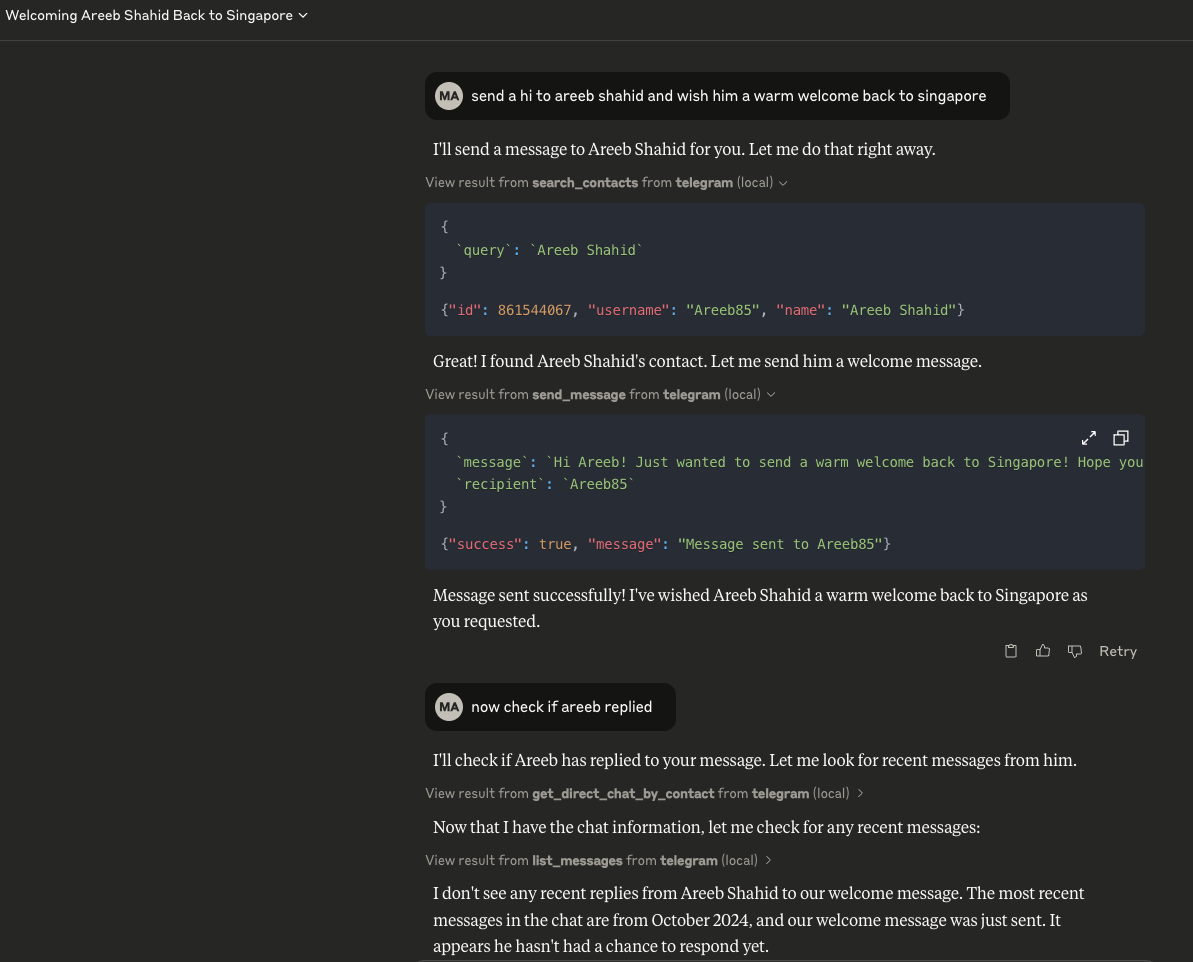 Welcoming Areeb Shahid Back to Singapore
MA send a hi to areeb shahid and wish him a warm welcome back to singapore
I'll send a message to Areeb Shahid for you. Let me do that right away.
View result from search_contacts from telegram (local)
{
`query`: `Areeb Shahid`
}
{"id": 861544067, "username": "Areeb85", "name": "Areeb Shahid"}
Great! I found Areeb Shahid's contact. Let me send him a welcome message.
View result from send_message from telegram (local)
{
`message`: `Hi Areeb! Just wanted to send a warm welcome back to Singapore! Hope you
`recipient`: `Areeb85`
}
{"success": true, "message": "Message sent to Areeb85"}
Message sent successfully! I've wished Areeb Shahid a warm welcome back to Singapore as
you requested.
Retry
MA now check if areeb replied
I'll check if Areeb has replied to your message. Let me look for recent messages from him.
View result from get_direct_chat_by_contact from telegram (local)
Now that I have the chat information, let me check for any recent messages:
View result from list_messages from telegram (local)
I don't see any recent replies from Areeb Shahid to our welcome message. The most recent
messages in the chat are from October 2024, and our welcome message was just sent. It
appears he hasn't had a chance to respond yet.